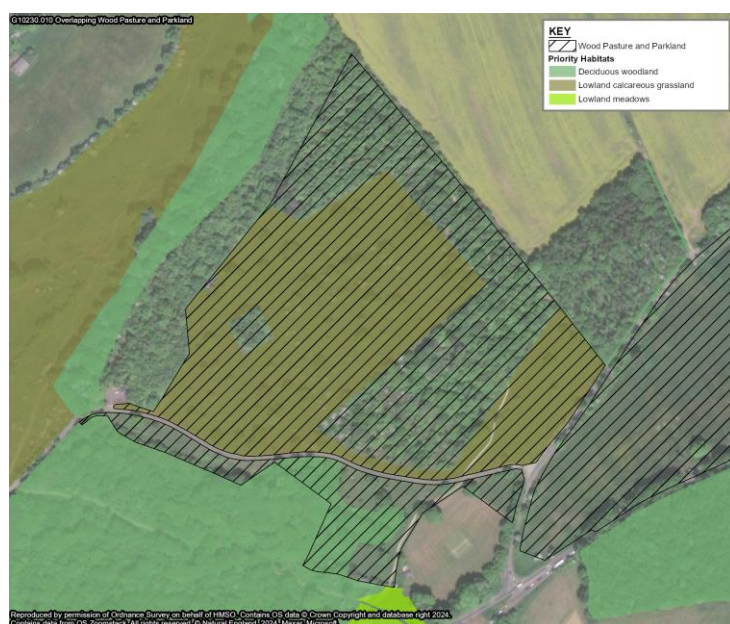 G10230.010 Overlapping Wood Pasture and Parkland
KEY
Wood Pasture and Parkland
Priority Habitats
Deciduous woodland
Lowland calcareous grassland
Lowland meadows
Reproduced by permission of Ordnance Survey on behalf of HMSO. Contains OS data © Crown Copyright and database right 2024.
Contains data from OS Zoomstack. All rights reserved. © Natural England, 2024, Maxar, Microsoft